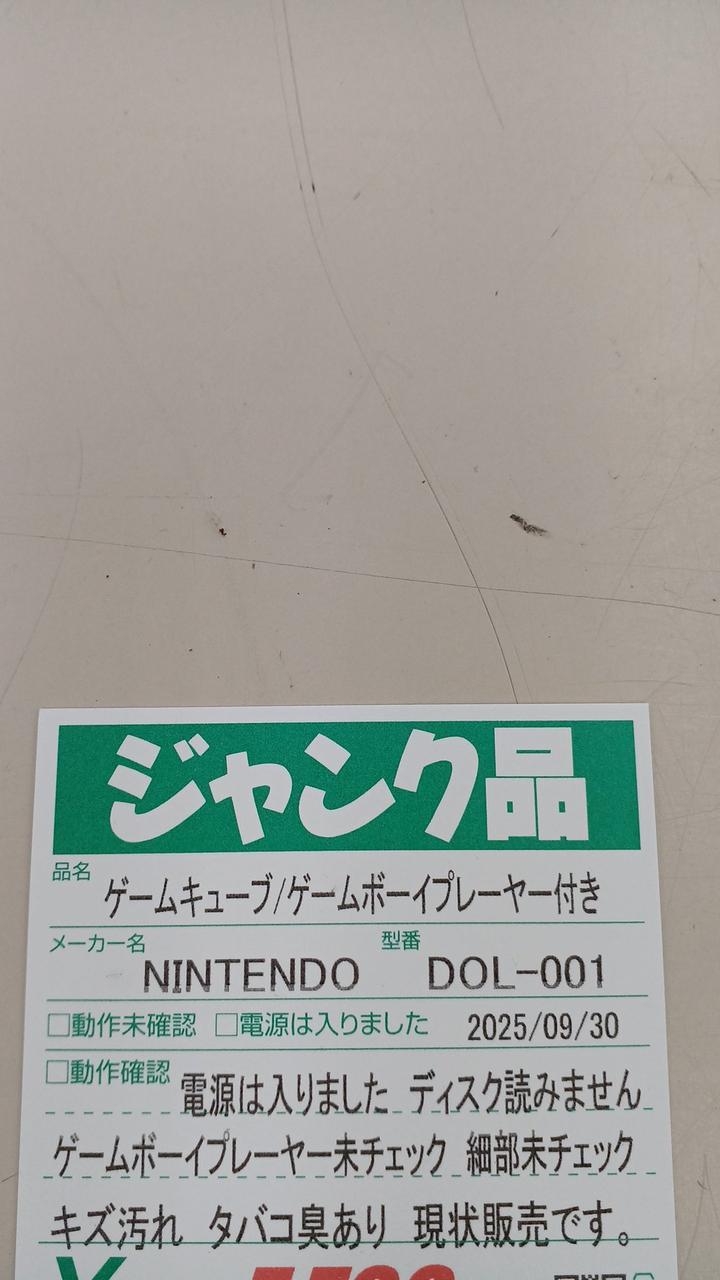 ジャンク品
品名 ゲームキューブ/ゲームボーイプレーヤー付き
メーカー名 NINTENDO 型番 DOL-001
□動作未確認 □電源は入りました 2025/09/30
□動作確認 電源は入りました ディスク読みません
ゲームボーイプレーヤー未チェック 細部未チェック
キズ汚れ タバコ臭あり 現状販売です。
¥